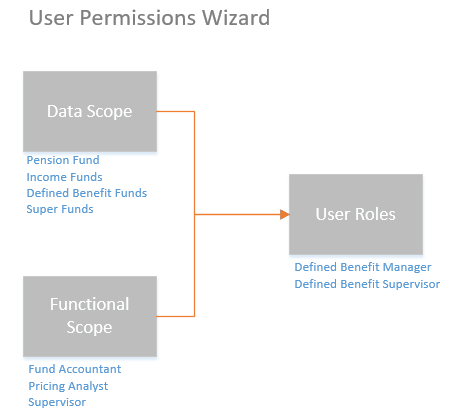 User Permissions Wizard
Data Scope
Pension Fund
Income Funds
Defined Benefit Funds
Super Funds
User Roles
Defined Benefit Manager
Defined Benefit Supervisor
Functional
Scope
Fund Accountant
Pricing Analyst
Supervisor